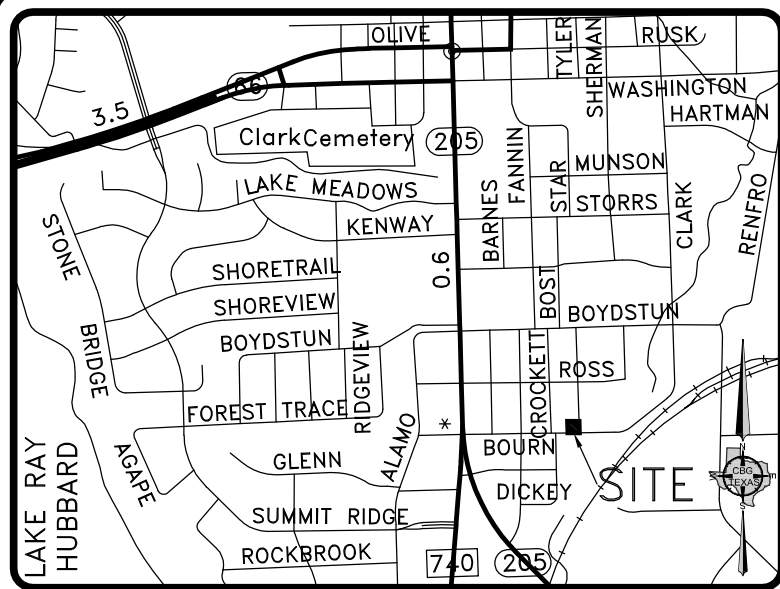 OLIVE
TYLER
SHERMAN
RUSK
66
WASHINGTON
3.5
HARTMAN
ClarkCemetery
205
FANNIN
MUNSON
STAR
LAKE MEADOWS
BARNES
STORRS
CLARK
RENFRO
STONE
KENWAY
SHORETRAIL
0.6
SHOREVIEW
BOST
BOYDSTUN
BOYDSTUN
BRIDGE
RIDGEVIEW
CROCKETT
ROSS
FOREST TRACE
ALAMO
*
BOURN
LAKE RAY
HUBBARD
AGAPE
GLENN
DICKEY
SITE
N
CBG
TEXAS
E
S
SUMMIT RIDGE
ROCKBROOK
740
205